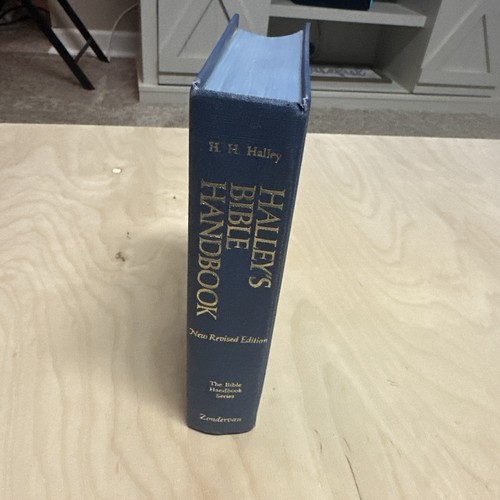 H. H. Halley
HALLEY'S
BIBLE
HANDBOOK
New Revised Edition
The Bible
Handbook
Series
Zondervan